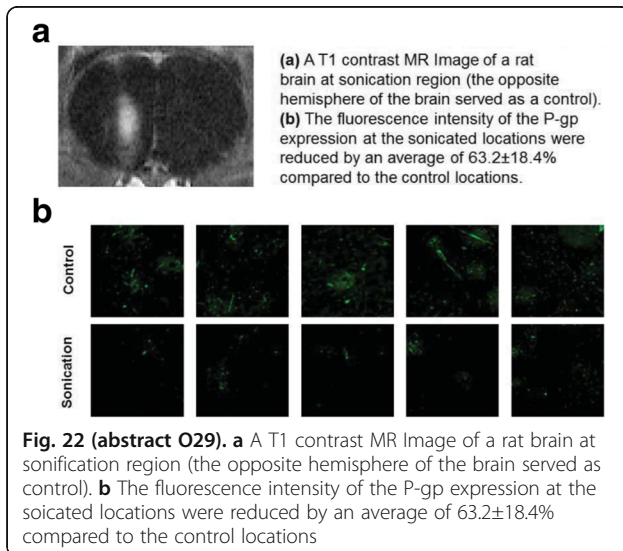 a
(a) A T1 contrast MR Image of a rat
brain at sonication region (the opposite
hemisphere of the brain served as a control).
(b) The fluorescence intensity of the P-gp
expression at the sonicated locations were
reduced by an average of 63.2±18.4%
compared to the control locations.
b
Control
Sonication
Fig. 22 (abstract O29). a A T1 contrast MR Image of a rat brain at
sonification region (the opposite hemisphere of the brain served as
control). b The fluorescence intensity of the P-gp expression at the
soicated locations were reduced by an average of 63.2±18.4%
compared to the control locations